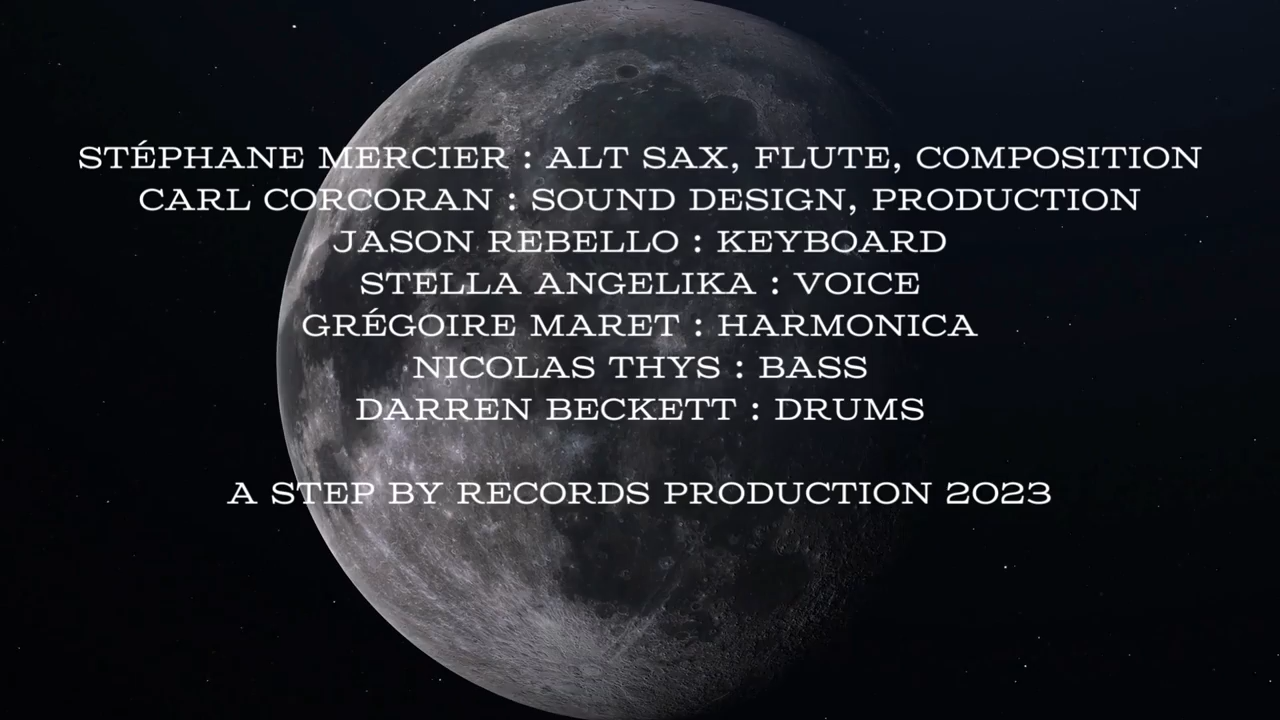 STÉPHANE MERCIER : ALT SAX, FLUTE, COMPOSITION
CARL CORCORAN : SOUND DESIGN, PRODUCTION
JASON REBELLO : KEYBOARD
STELLA ANGELIKA : VOICE
GRÉGOIRE MARET : HARMONICA
NICOLAS THYS : BASS
DARREN BECKETT : DRUMS
A STEP BY RECORDS PRODUCTION 2023